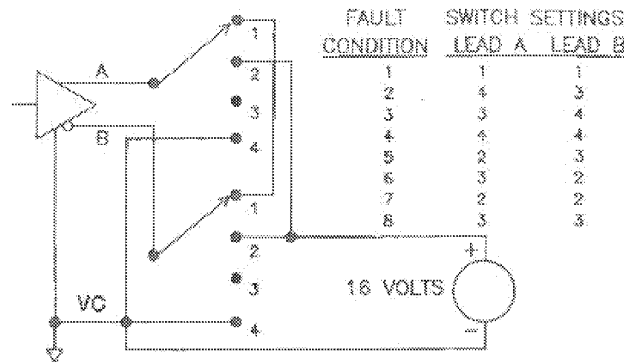 FAULT SWITCH SETTINGS
CONDITION LEAD A LEAD B
1 1 1
2 4 3
3 3 4
4 4 4
5 2 3
6 3 2
7 2 2
8 3 3
A
B
1
2
3
4
1
2
3
4
VC
+
16 VOLTS
-